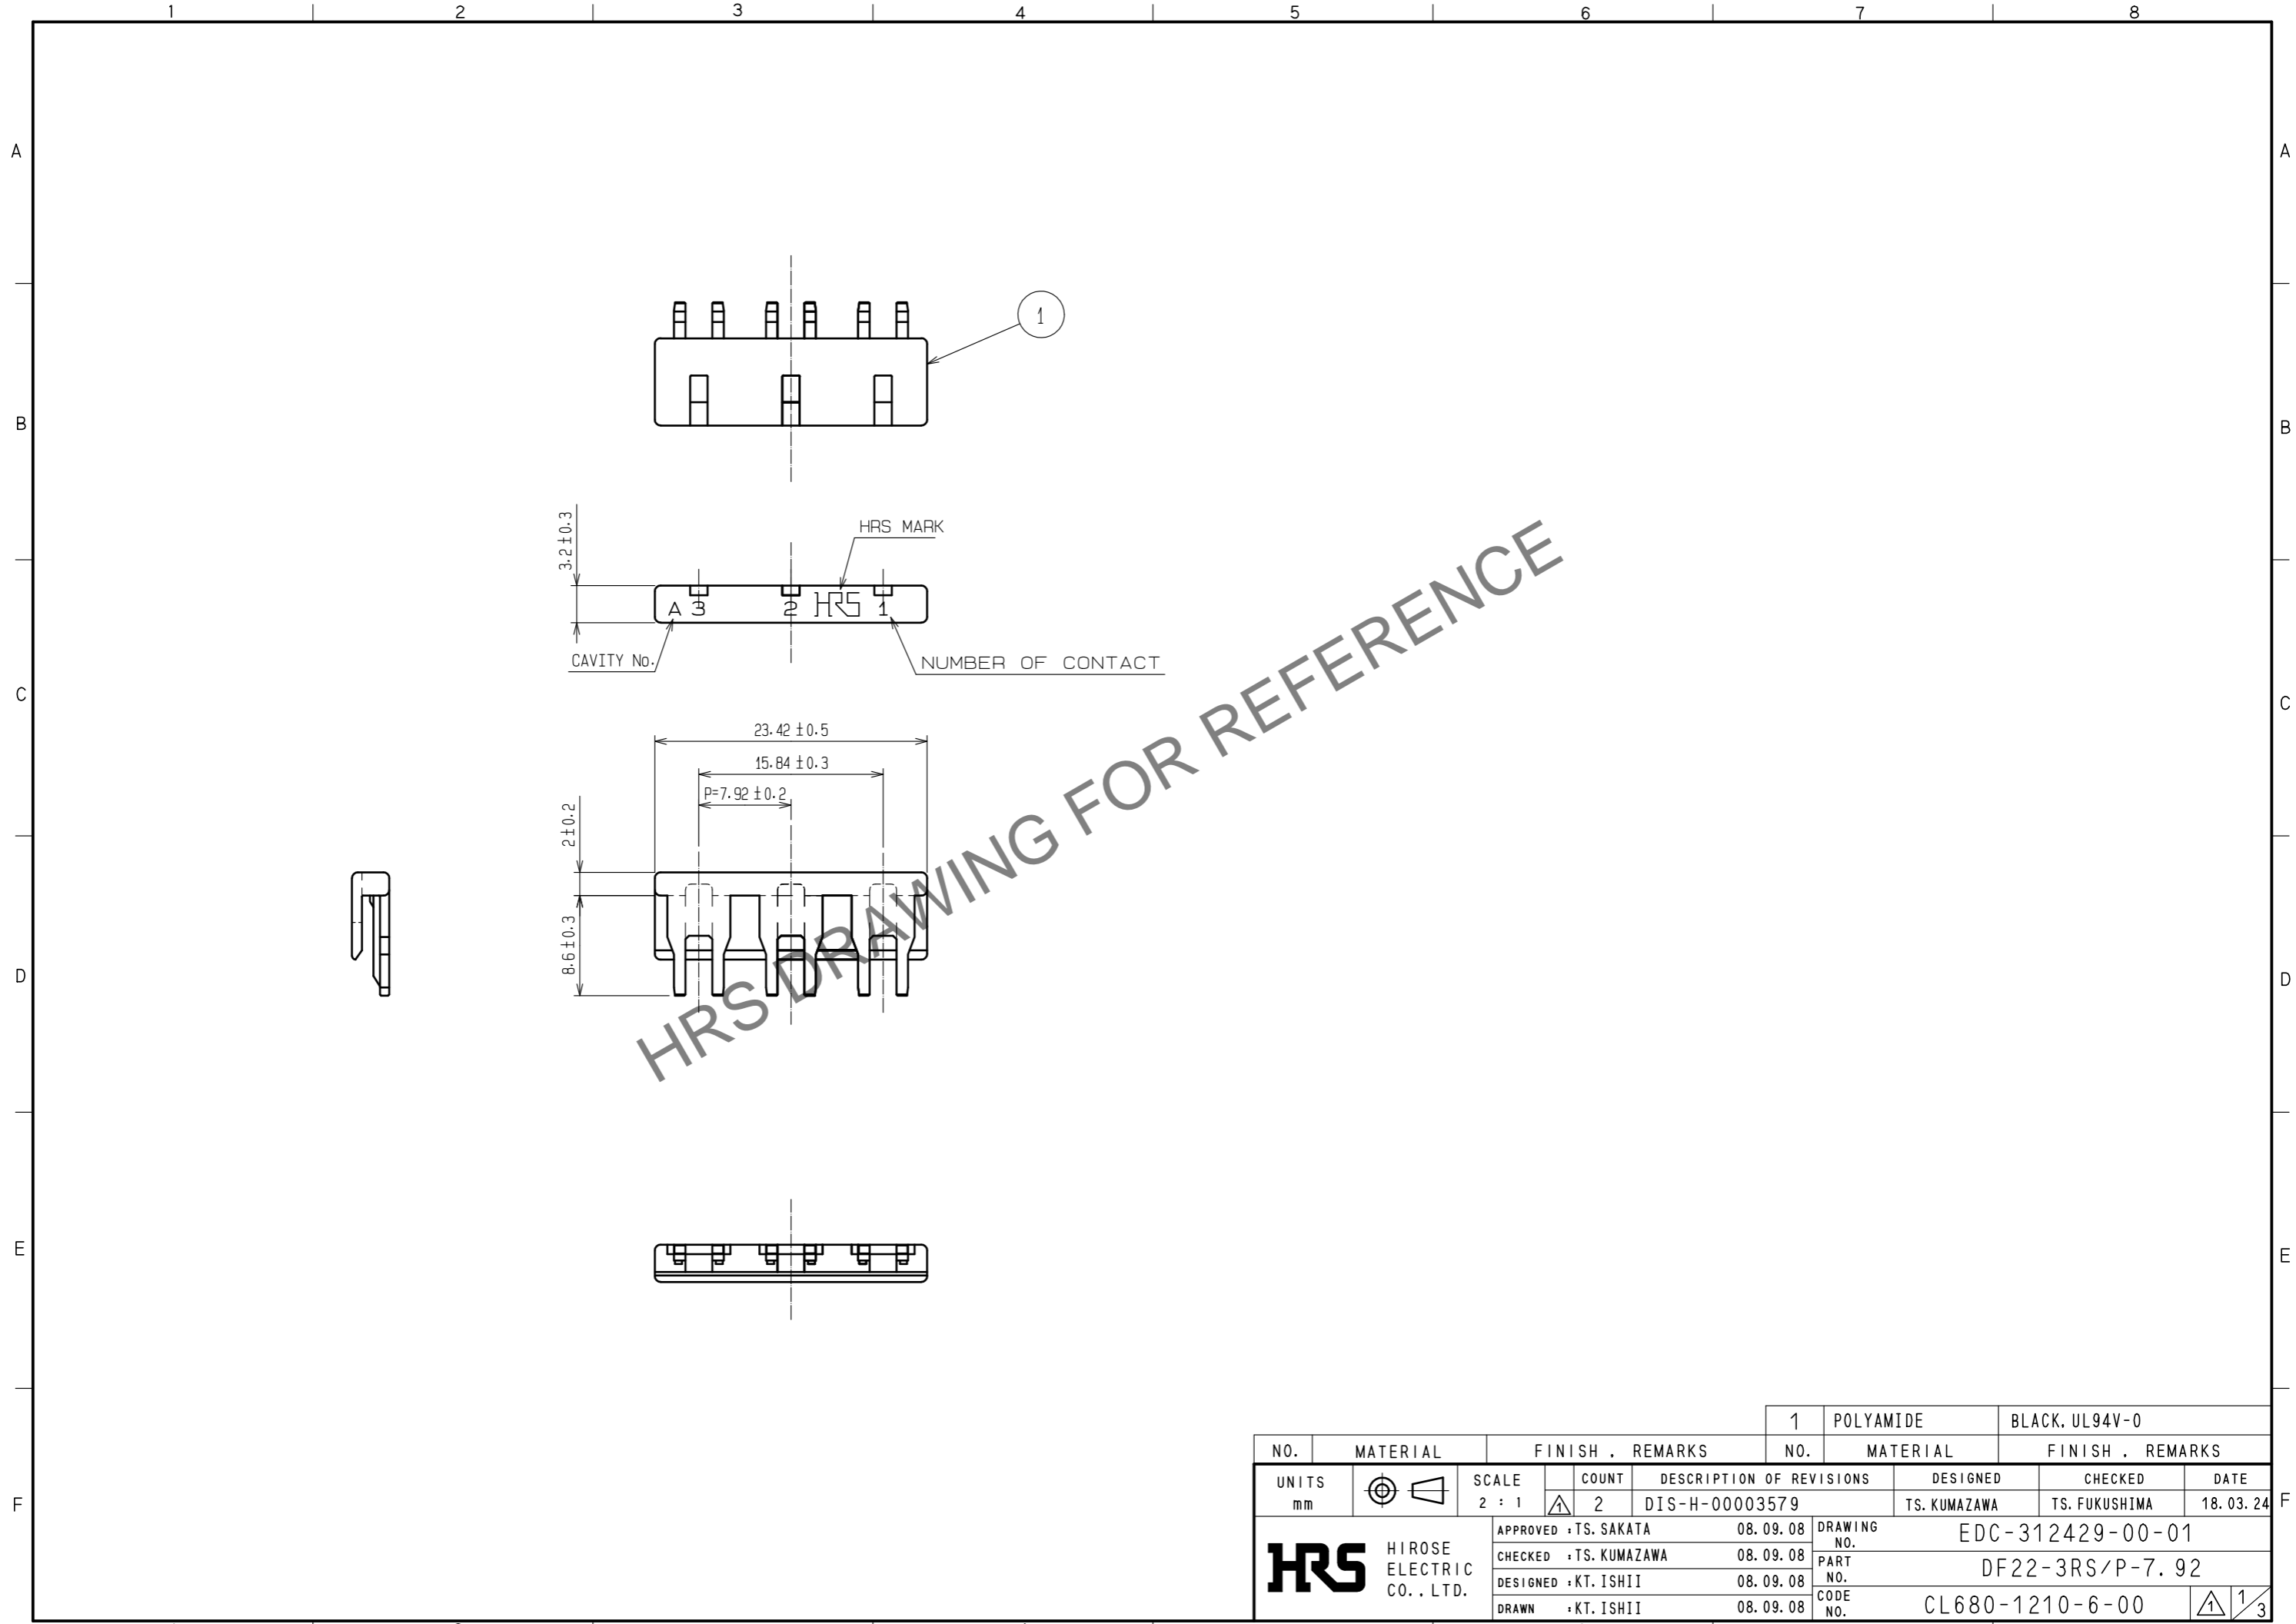 1 2 3 4 5 6 7 8
A A
1
B B
3.2±0.3
HRS MARK
A 3 2 HRS 1
CAVITY No.
NUMBER OF CONTACT
C C
23.42±0.5
15.84±0.3
P=7.92±0.2
2±0.2
8.6±0.3
D D
HRS DRAWING FOR REFERENCE
E E
1 POLYAMIDE BLACK, UL94V-0
NO. MATERIAL FINISH . REMARKS NO. MATERIAL FINISH . REMARKS
UNITS SCALE COUNT DESCRIPTION OF REVISIONS DESIGNED CHECKED DATE
mm 2 : 1 1 2 DIS-H-00003579 TS. KUMAZAWA TS. FUKUSHIMA 18. 03. 24
F F
HRS HIROSE ELECTRIC CO., LTD.
APPROVED : TS. SAKATA 08. 09. 08
CHECKED : TS. KUMAZAWA 08. 09. 08
DESIGNED : KT. ISHII 08. 09. 08
DRAWN : KT. ISHII 08. 09. 08
DRAWING NO. EDC-312429-00-01
PART NO. DF22-3RS/P-7. 92
CODE NO. CL680-1210-6-00 1 1/3